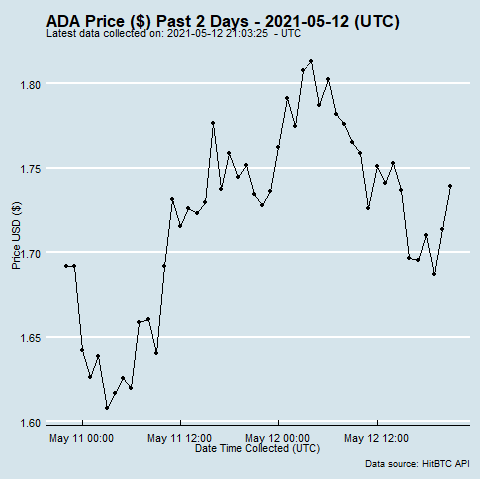 ADA Price ($) Past 2 Days - 2021-05-12 (UTC)
Latest data collected on: 2021-05-12 21:03:25 - UTC
1.80
1.75
1.70
1.65
1.60
Price USD ($)
May 11 00:00 May 11 12:00 May 12 00:00 May 12 12:00
Date Time Collected (UTC)
Data source: HitBTC API